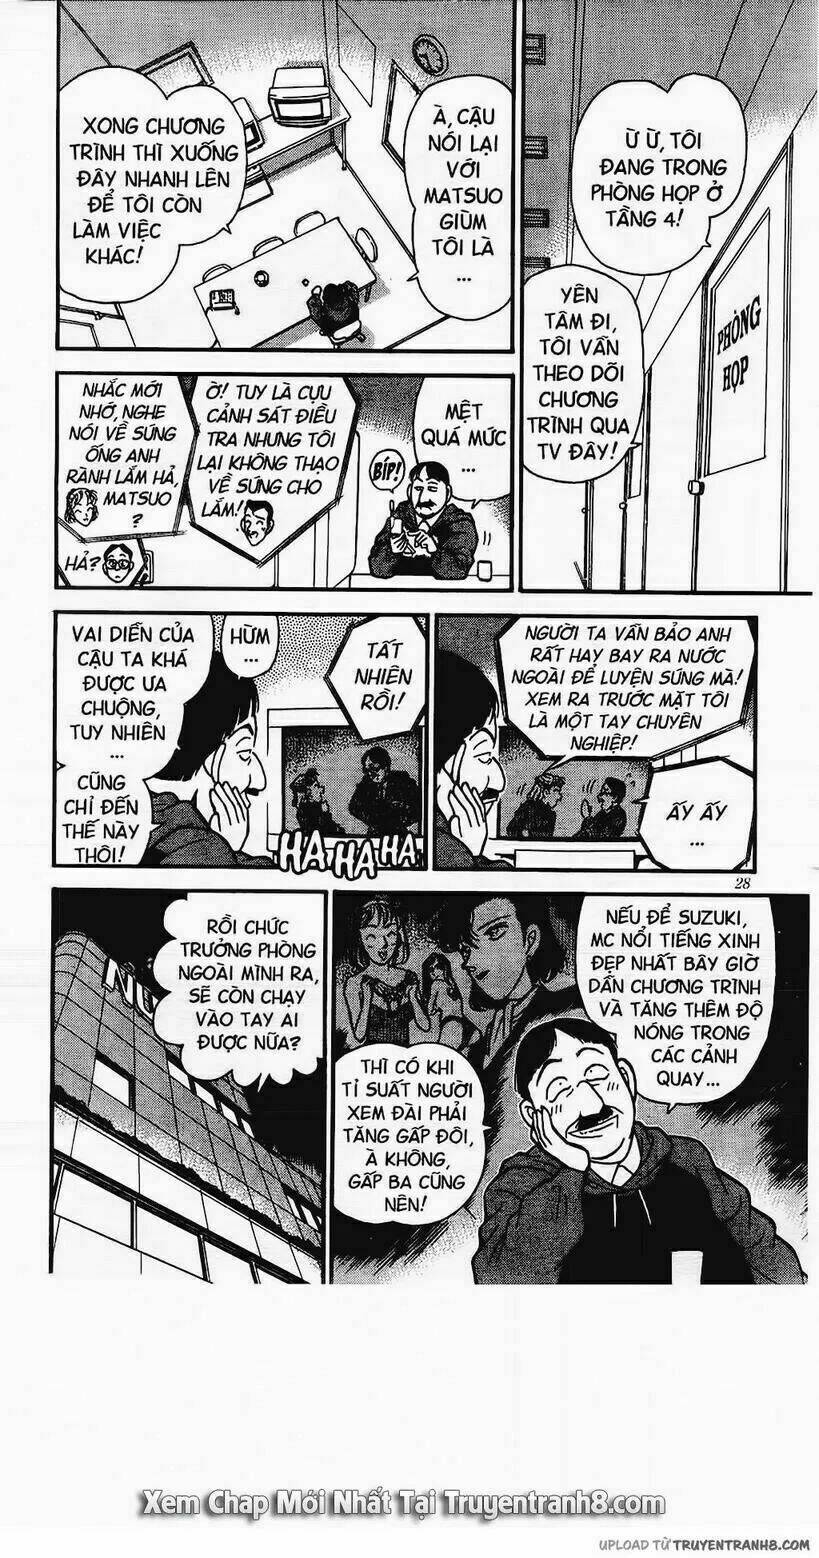 Ừ Ừ, TÔI
ĐANG TRONG
PHÒNG HỌP Ở
TẦNG 4!
YÊN
TÂM ĐI,
TÔI VẪN
THEO DÕI
CHƯƠNG
TRÌNH QUA
TV ĐÂY!
PHÒNG
HỌP
À, CẬU
NÓI LẠI
VỚI
MATSUO
GIÙM
TÔI LÀ
...
XONG CHƯƠNG
TRÌNH THÌ XUỐNG
ĐÂY NHANH LÊN
ĐỂ TÔI CÒN
LÀM VIỆC
KHÁC!
MỆT
QUÁ MỨC
...
BÍP!
Ờ! TUY LÀ CỰU
CẢNH SÁT ĐIỀU
TRA NHƯNG TÔI
LẠI KHÔNG THẠO
VỀ SÚNG CHO
LẮM!
NHẮC MỚI
NHỚ, NGHE
NÓI VỀ SÚNG
ỐNG ANH
RÀNH LẮM HẢ,
MATSUO
?
HẢ?
NGƯỜI TA VẪN BẢO ANH
RẤT HAY BAY RA NƯỚC
NGOÀI ĐỂ LUYỆN SÚNG MÀ!
XEM RA TRƯỚC MẶT TÔI
LÀ MỘT TAY CHUYÊN
NGHIỆP!
ẤY ẤY
...
TẤT
NHIÊN
RỒI!
HỪM
...
VAI DIỄN CỦA
CẬU TA KHÁ
ĐƯỢC ƯA
CHUỘNG,
TUY NHIÊN
...
CŨNG
CHỈ ĐẾN
THẾ NÀY
THÔI!
HA HA HA
28
NẾU ĐỂ SUZUKI,
MC NỔI TIẾNG XINH
ĐẸP NHẤT BÂY GIỜ
DẪN CHƯƠNG TRÌNH
VÀ TĂNG THÊM ĐỘ
NÓNG TRONG
CÁC CẢNH
QUAY...
THÌ CÓ KHI
TỈ SUẤT NGƯỜI
XEM ĐÀI PHẢI
TĂNG GẤP ĐÔI,
À KHÔNG,
GẤP BA CŨNG
NÊN!
RỒI CHỨC
TRƯỞNG PHÒNG
NGOÀI MÌNH RA,
SẼ CÒN CHẠY
VÀO TAY AI
ĐƯỢC NỮA?
Xem Chap Mới Nhất Tại Truyentranh8.com
UPLOAD TỪ TRUYENTRANH8.COM